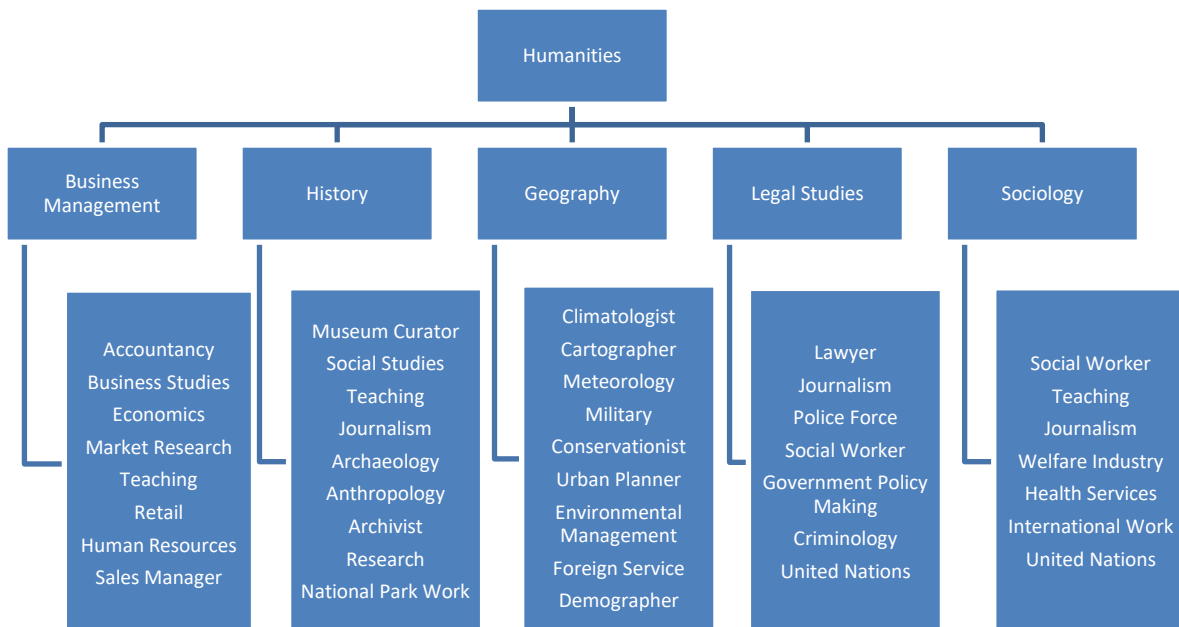 Humanities
Business
Management
History
Geography
Legal Studies
Sociology
Accountancy
Business Studies
Economics
Market Research
Teaching
Retail
Human Resources
Sales Manager
Museum Curator
Social Studies
Teaching
Journalism
Archaeology
Anthropology
Archivist
Research
National Park Work
Climatologist
Cartographer
Meteorology
Military
Conservationist
Urban Planner
Environmental
Management
Foreign Service
Demographer
Lawyer
Journalism
Police Force
Social Worker
Government Policy
Making
Criminology
United Nations
Social Worker
Teaching
Journalism
Welfare Industry
Health Services
International Work
United Nations